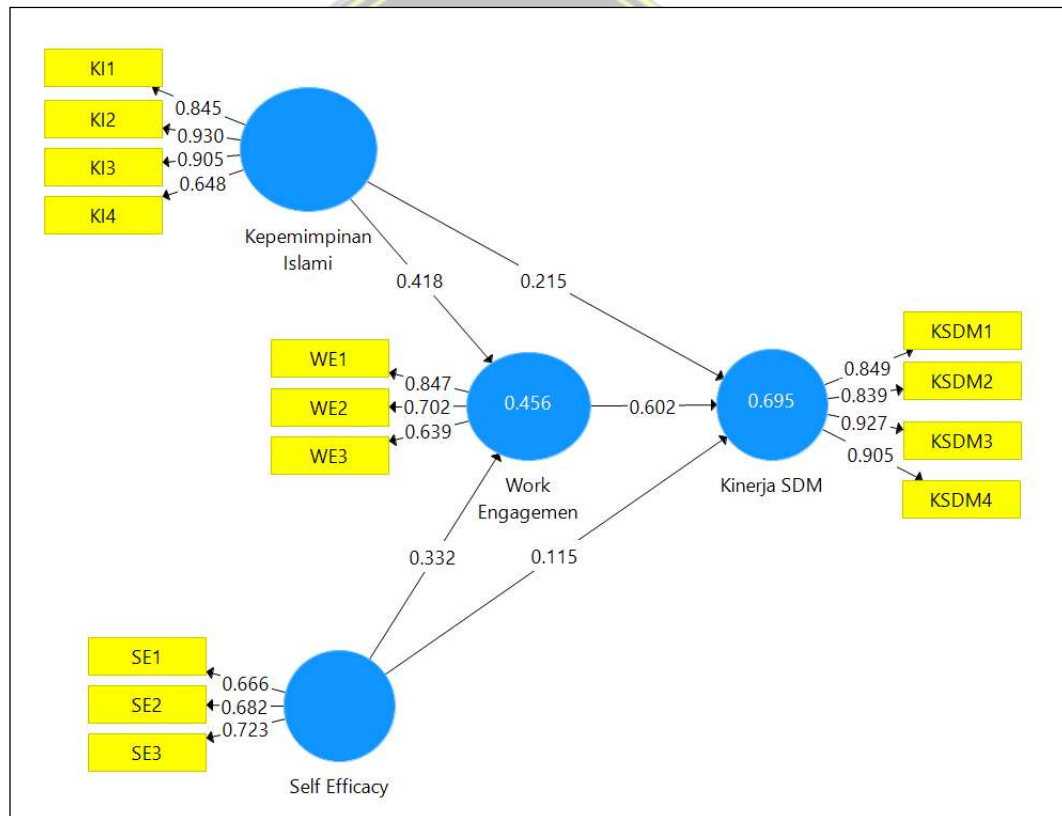 KI1
KI2
KI3
KI4
0.845
0.930
0.905
0.648
Kepemimpinan
Islami
0.418
0.215
WE1
WE2
WE3
0.847
0.702
0.639
0.456
Work
Engagemen
0.602
0.695
Kinerja SDM
0.849
0.839
0.927
0.905
KSDM1
KSDM2
KSDM3
KSDM4
0.332
0.115
SE1
SE2
SE3
0.666
0.682
0.723
Self Efficacy